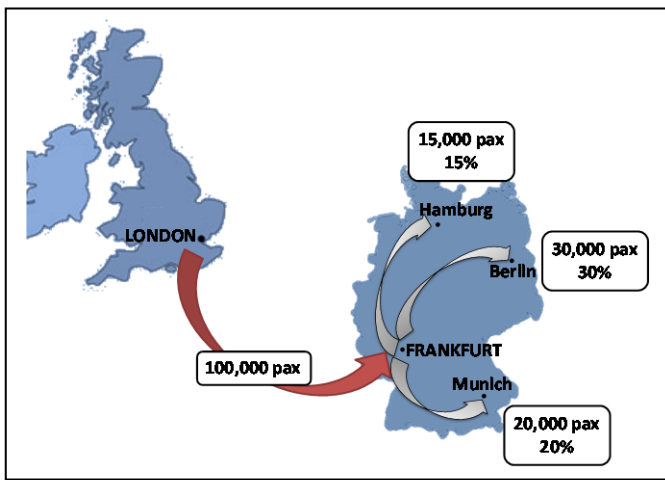 15,000 pax
15%
Hamburg
LONDON
30,000 pax
30%
Berlin
FRANKFURT
100,000 pax
Munich
20,000 pax
20%